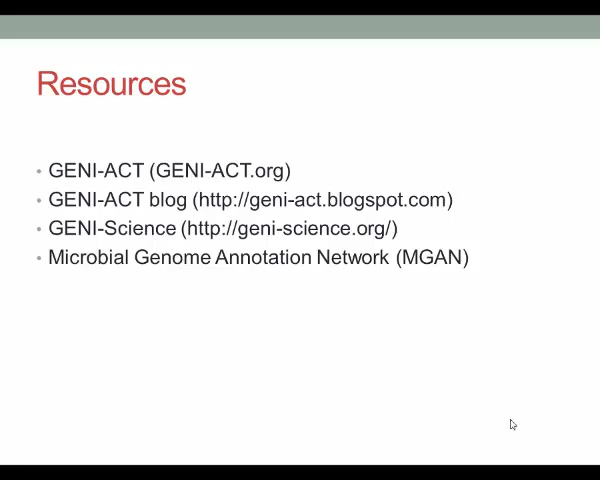 Resources
• GENI-ACT (GENI-ACT.org)
• GENI-ACT blog (http://geni-act.blogspot.com)
• GENI-Science (http://geni-science.org/)
• Microbial Genome Annotation Network (MGAN)